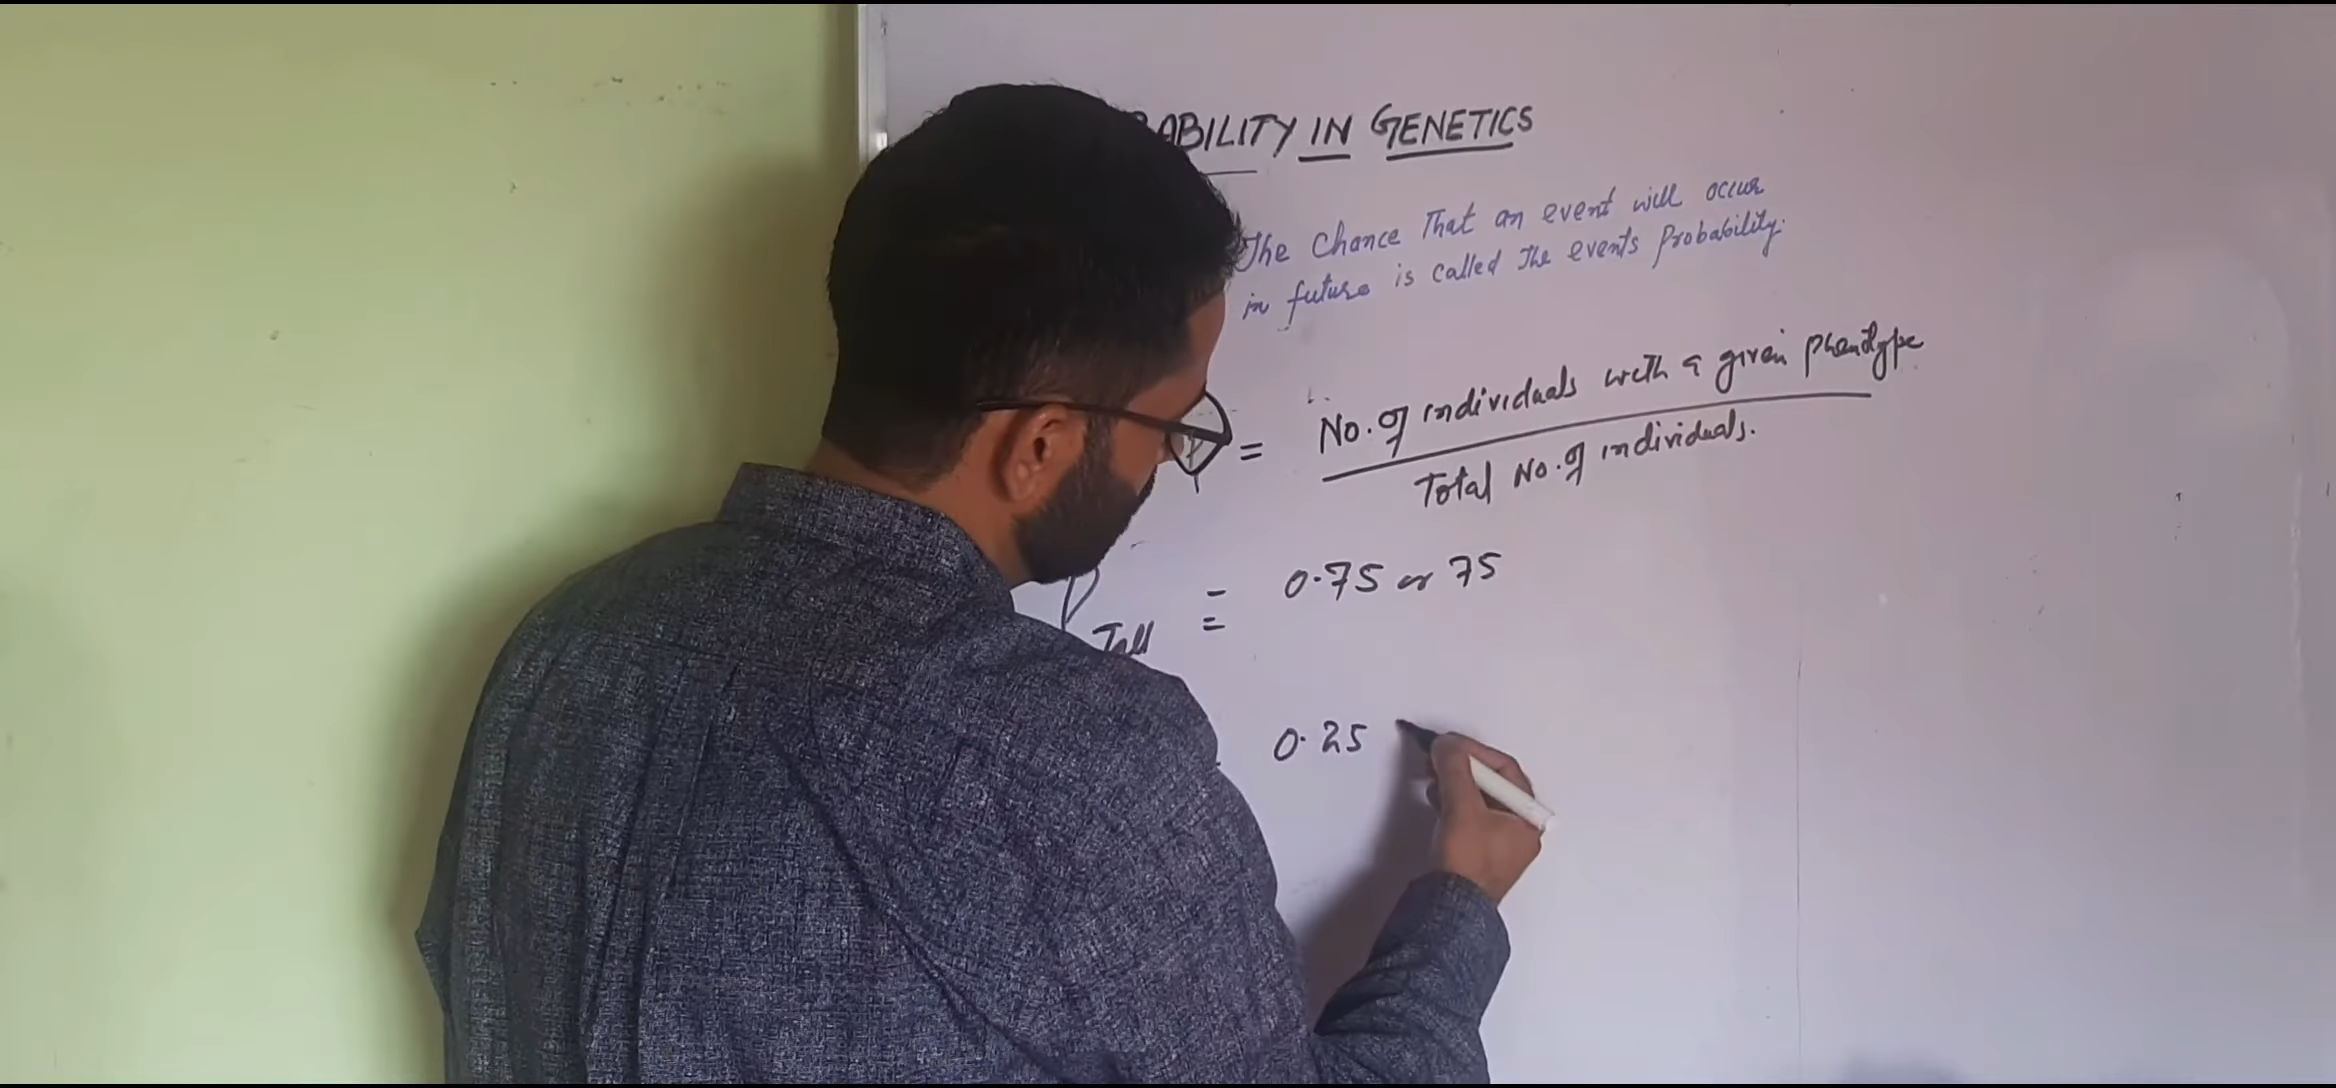 ABILITY IN GENETICS
The Chance That an event will occur
in future is called The events Probability.
P = No. of individuals with a given phenotype
Total No. of individuals.
P Tall = 0.75 or 75
0.25